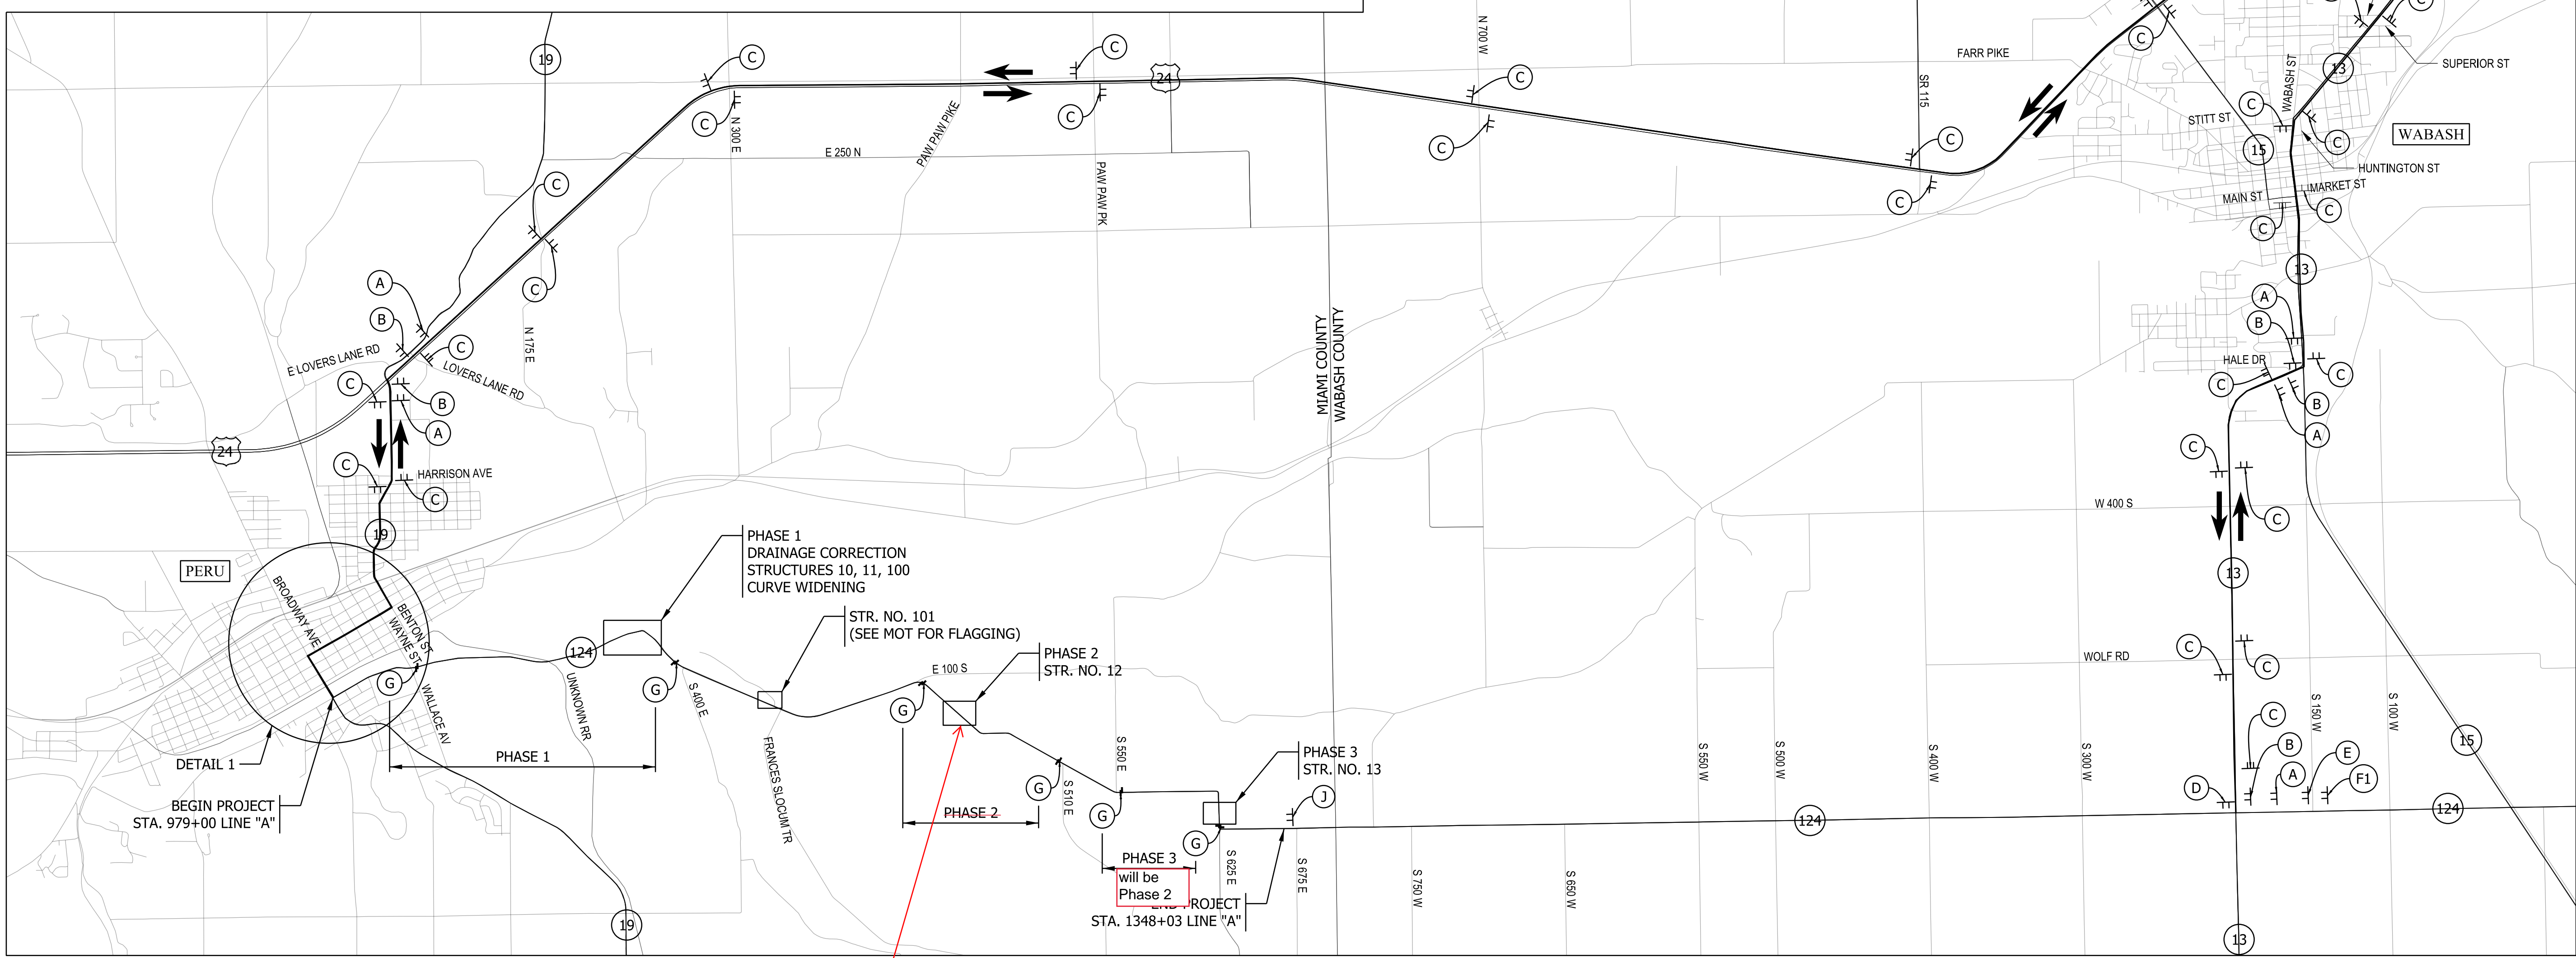 19
C
C
C
C
24
N 700 W
C
C
SR 115
FARR PIKE
C
C
C
C
13
SUPERIOR ST
WABASH ST
C
STITT ST
C
WABASH
15
HUNTINGTON ST
MARKET ST
MAIN ST
C
C
13
N 300 E
PAW PAW PIKE
E 250 N
PAW PAW PK
C
C
C
A
B
C
E LOVERS LANE RD
LOVERS LANE RD
N 175 E
C
B
A
24
C
HARRISON AVE
C
19
MIAMI COUNTY
WABASH COUNTY
A
B
HALE DR
C
C
B
A
C
C
W 400 S
13
PERU
BROADWAY AVE
BENTON ST
WAYNE ST
WALLACE AV
G
PHASE 1
DRAINAGE CORRECTION
STRUCTURES 10, 11, 100
CURVE WIDENING
STR. NO. 101
(SEE MOT FOR FLAGGING)
124
E 100 S
PHASE 2
STR. NO. 12
G
S 400 E
UNKNOWN RR
FRANCES SLOCUM TR
G
DETAIL 1
PHASE 1
BEGIN PROJECT
STA. 979+00 LINE "A"
PHASE 2
G
S 510 E
S 550 E
G
PHASE 3
STR. NO. 13
J
G
PHASE 3
will be
Phase 2
END PROJECT
STA. 1348+03 LINE "A"
S 625 E
S 675 E
S 750 W
S 650 W
S 550 W
S 500 W
S 400 W
S 300 W
S 150 W
S 100 W
WOLF RD
C
C
C
B
E
A
F1
D
15
124
124
19
13